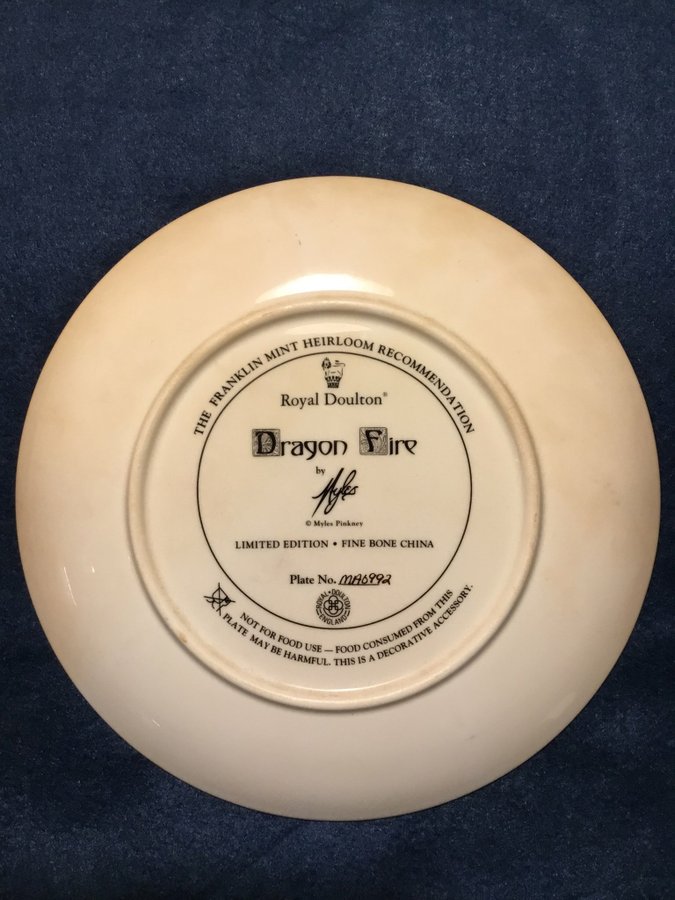 THE FRANKLIN MINT HEIRLOOM RECOMMENDATION
Royal Doulton®
Dragon Fire
by
Myles
© Myles Pinkney
LIMITED EDITION • FINE BONE CHINA
Plate No. MA0992
ROYAL • DOULTON
ENGLAND
NOT FOR FOOD USE — FOOD CONSUMED FROM THIS
PLATE MAY BE HARMFUL. THIS IS A DECORATIVE ACCESSORY.